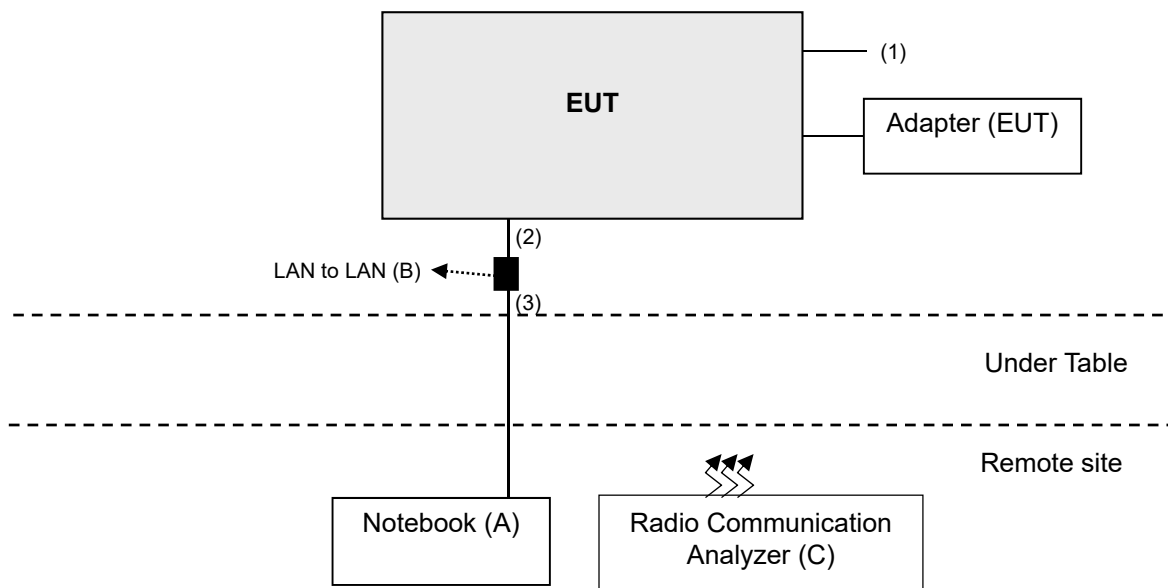 (1)
EUT
Adapter (EUT)
(2)
LAN to LAN (B)
(3)
Under Table
Remote site
Notebook (A)
Radio Communication
Analyzer (C)